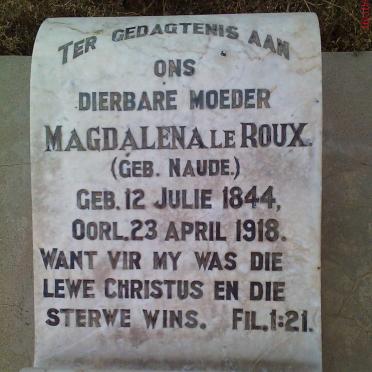 TER GEDAGTENIS AAN
ONS
DIERBARE MOEDER
MAGDALENA LE ROUX.
(GEB. NAUDE.)
GEB. 12 JULIE 1844,
OORL. 23 APRIL 1918.
WANT VIR MY WAS DIE
LEWE CHRISTUS EN DIE
STERWE WINS. FIL. 1:21.